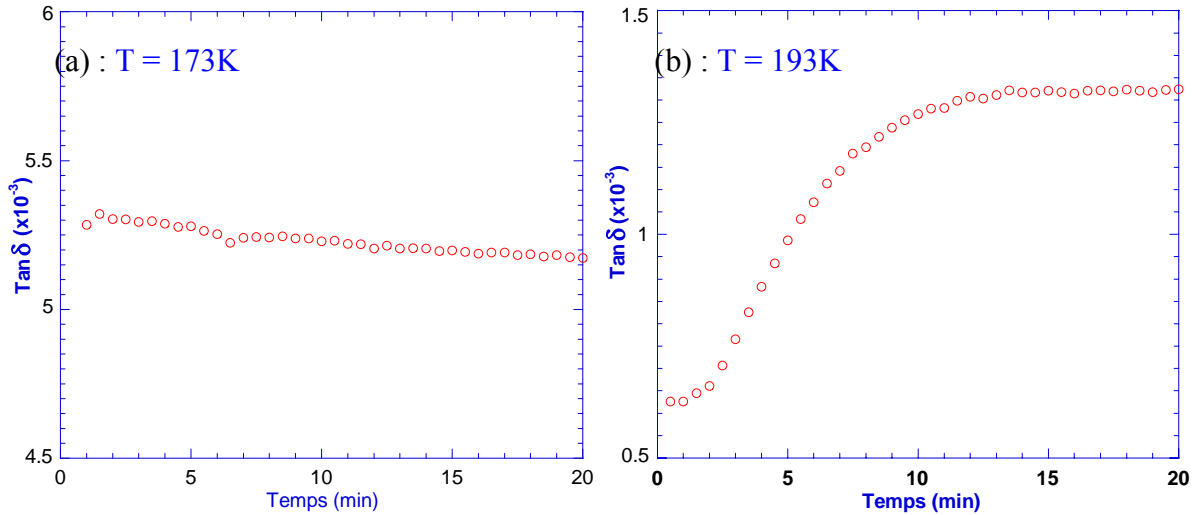 (a) : T = 173K
6
5.5
5
4.5
Tan δ (x10⁻³)
0 5 10 15 20
Temps (min)
(b) : T = 193K
1.5
1
0.5
Tan δ (x10⁻³)
0 5 10 15 20
Temps (min)